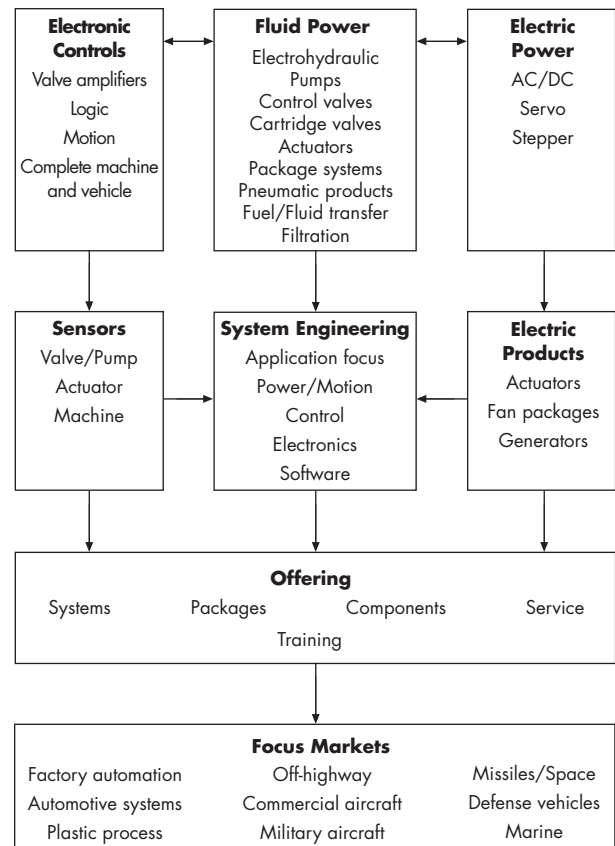 Electronic
Controls
Valve amplifiers
Logic
Motion
Complete machine
and vehicle
Fluid Power
Electrohydraulic
Pumps
Control valves
Cartridge valves
Actuators
Package systems
Pneumatic products
Fuel/Fluid transfer
Filtration
Electric
Power
AC/DC
Servo
Stepper
Sensors
Valve/Pump
Actuator
Machine
System Engineering
Application focus
Power/Motion
Control
Electronics
Software
Electric
Products
Actuators
Fan packages
Generators
Offering
Systems Packages Components Service
Training
Focus Markets
Factory automation Off-highway Missiles/Space
Automotive systems Commercial aircraft Defense vehicles
Plastic process Military aircraft Marine